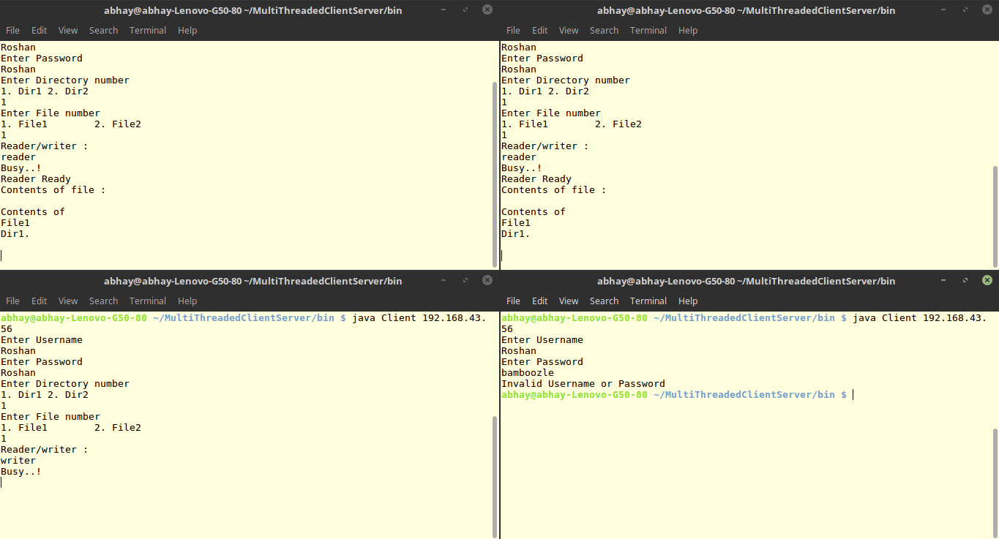 abhay@abhay-Lenovo-G50-80 ~/MultiThreadedClientServer/bin
File Edit View Search Terminal Help
Roshan
Enter Password
Roshan
Enter Directory number
1. Dir1 2. Dir2
1
Enter File number
1. File1        2. File2
1
Reader/writer :
reader
Busy..!
Reader Ready
Contents of file :

Contents of
File1
Dir1.

abhay@abhay-Lenovo-G50-80 ~/MultiThreadedClientServer/bin
File Edit View Search Terminal Help
Roshan
Enter Password
Roshan
Enter Directory number
1. Dir1 2. Dir2
1
Enter File number
1. File1        2. File2
1
Reader/writer :
reader
Busy..!
Reader Ready
Contents of file :

Contents of
File1
Dir1.

abhay@abhay-Lenovo-G50-80 ~/MultiThreadedClientServer/bin
File Edit View Search Terminal Help
abhay@abhay-Lenovo-G50-80 ~/MultiThreadedClientServer/bin $ java Client 192.168.43.
56
Enter Username
Roshan
Enter Password
Roshan
Enter Directory number
1. Dir1 2. Dir2
1
Enter File number
1. File1        2. File2
1
Reader/writer :
writer
Busy..!

abhay@abhay-Lenovo-G50-80 ~/MultiThreadedClientServer/bin
File Edit View Search Terminal Help
abhay@abhay-Lenovo-G50-80 ~/MultiThreadedClientServer/bin $ java Client 192.168.43.
56
Enter Username
Roshan
Enter Password
bamboozle
Invalid Username or Password
abhay@abhay-Lenovo-G50-80 ~/MultiThreadedClientServer/bin $